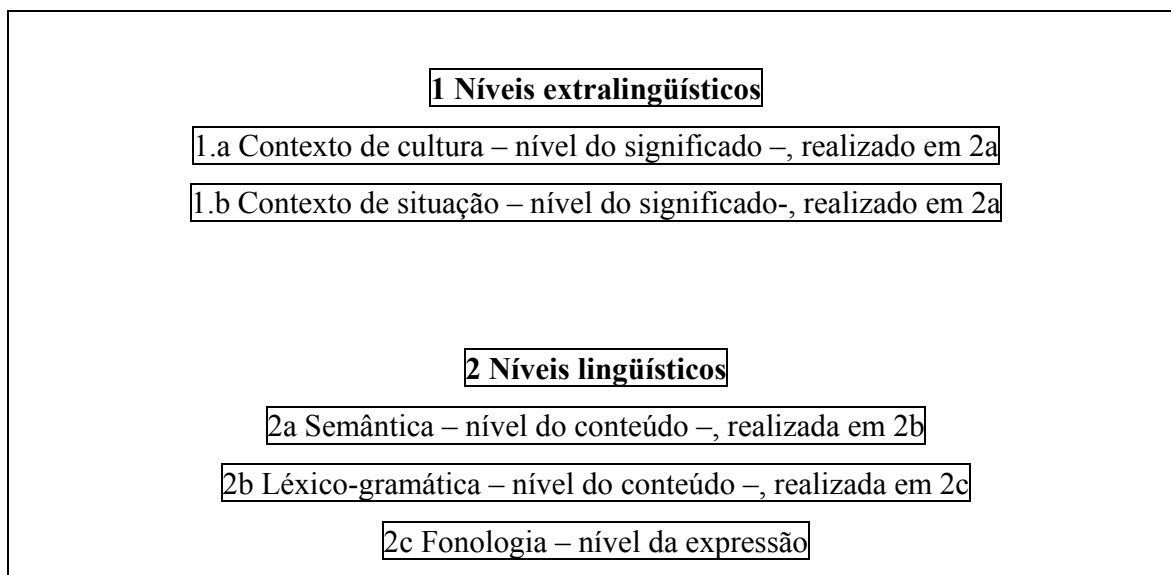 1 Níveis extralingüísticos
1.a Contexto de cultura – nível do significado –, realizado em 2a
1.b Contexto de situação – nível do significado-, realizado em 2a
2 Níveis lingüísticos
2a Semântica – nível do conteúdo –, realizada em 2b
2b Léxico-gramática – nível do conteúdo –, realizada em 2c
2c Fonologia – nível da expressão